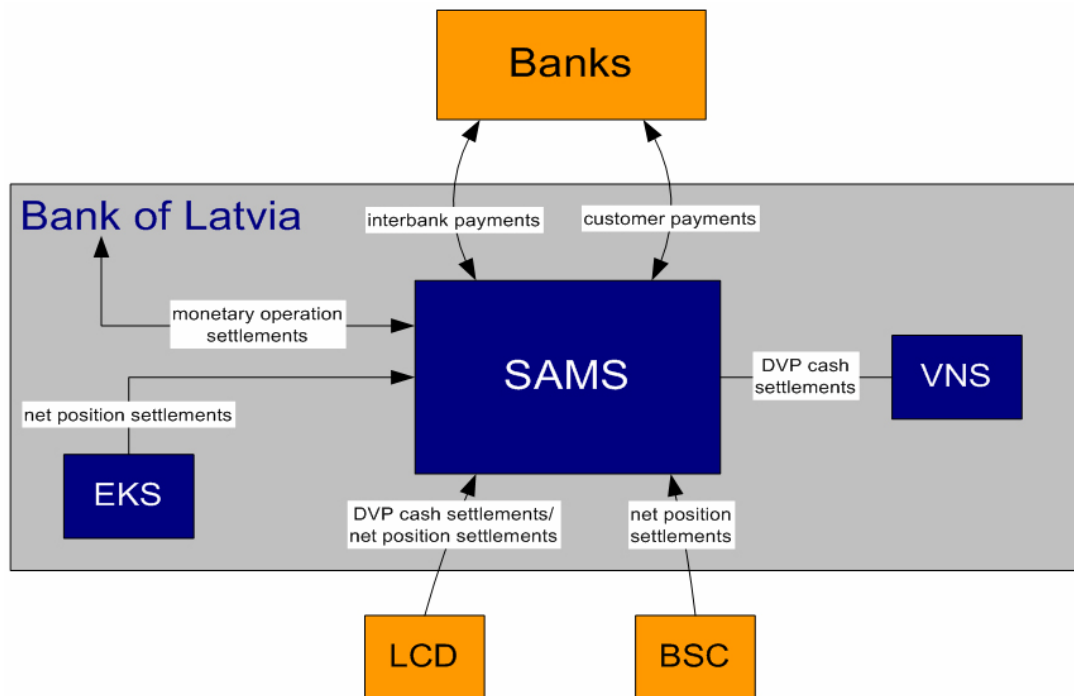 Banks
Bank of Latvia
interbank payments
customer payments
monetary operation
settlements
SAMS
DVP cash
settlements
VNS
net position settlements
EKS
DVP cash settlements/
net position settlements
net position
settlements
LCD
BSC